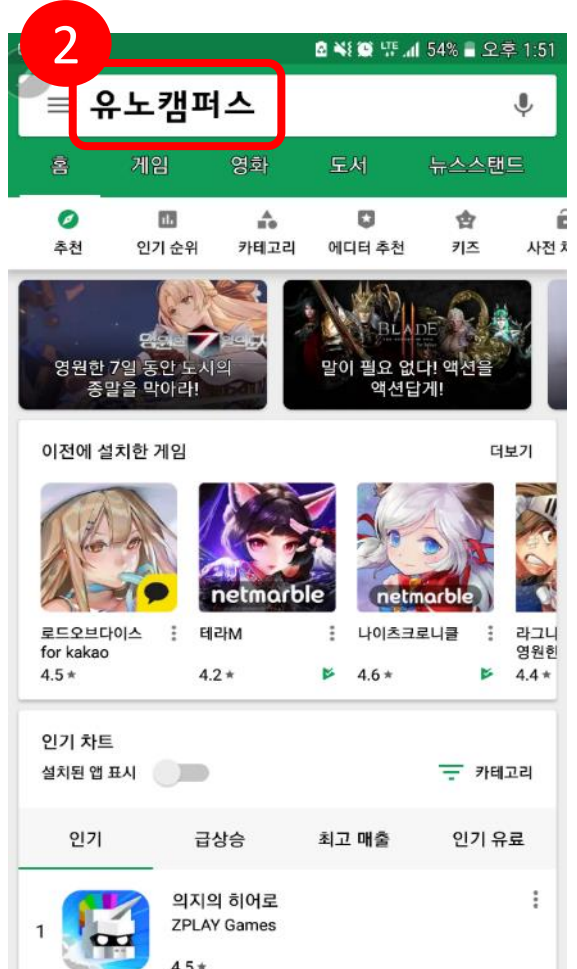 2
LTE 54% 오후 1:51
유노캠퍼스
홈 게임 영화 도서 뉴스스탠드
추천 인기 순위 카테고리 에디터 추천 키즈 사전
영원한 7일 동안 도시의
종말을 막아라!
BLADE II
말이 필요 없다! 액션을
액션답게!
이전에 설치한 게임 더보기
netmarble netmarble
로드오브다이스
for kakao
4.5★
테라M
4.2★
나이츠크로니클
4.6★
라그나
영원한
4.4★
인기 차트
설치된 앱 표시 카테고리
인기 급상승 최고 매출 인기 유료
1 의지의 히어로
ZPLAY Games
4.5★